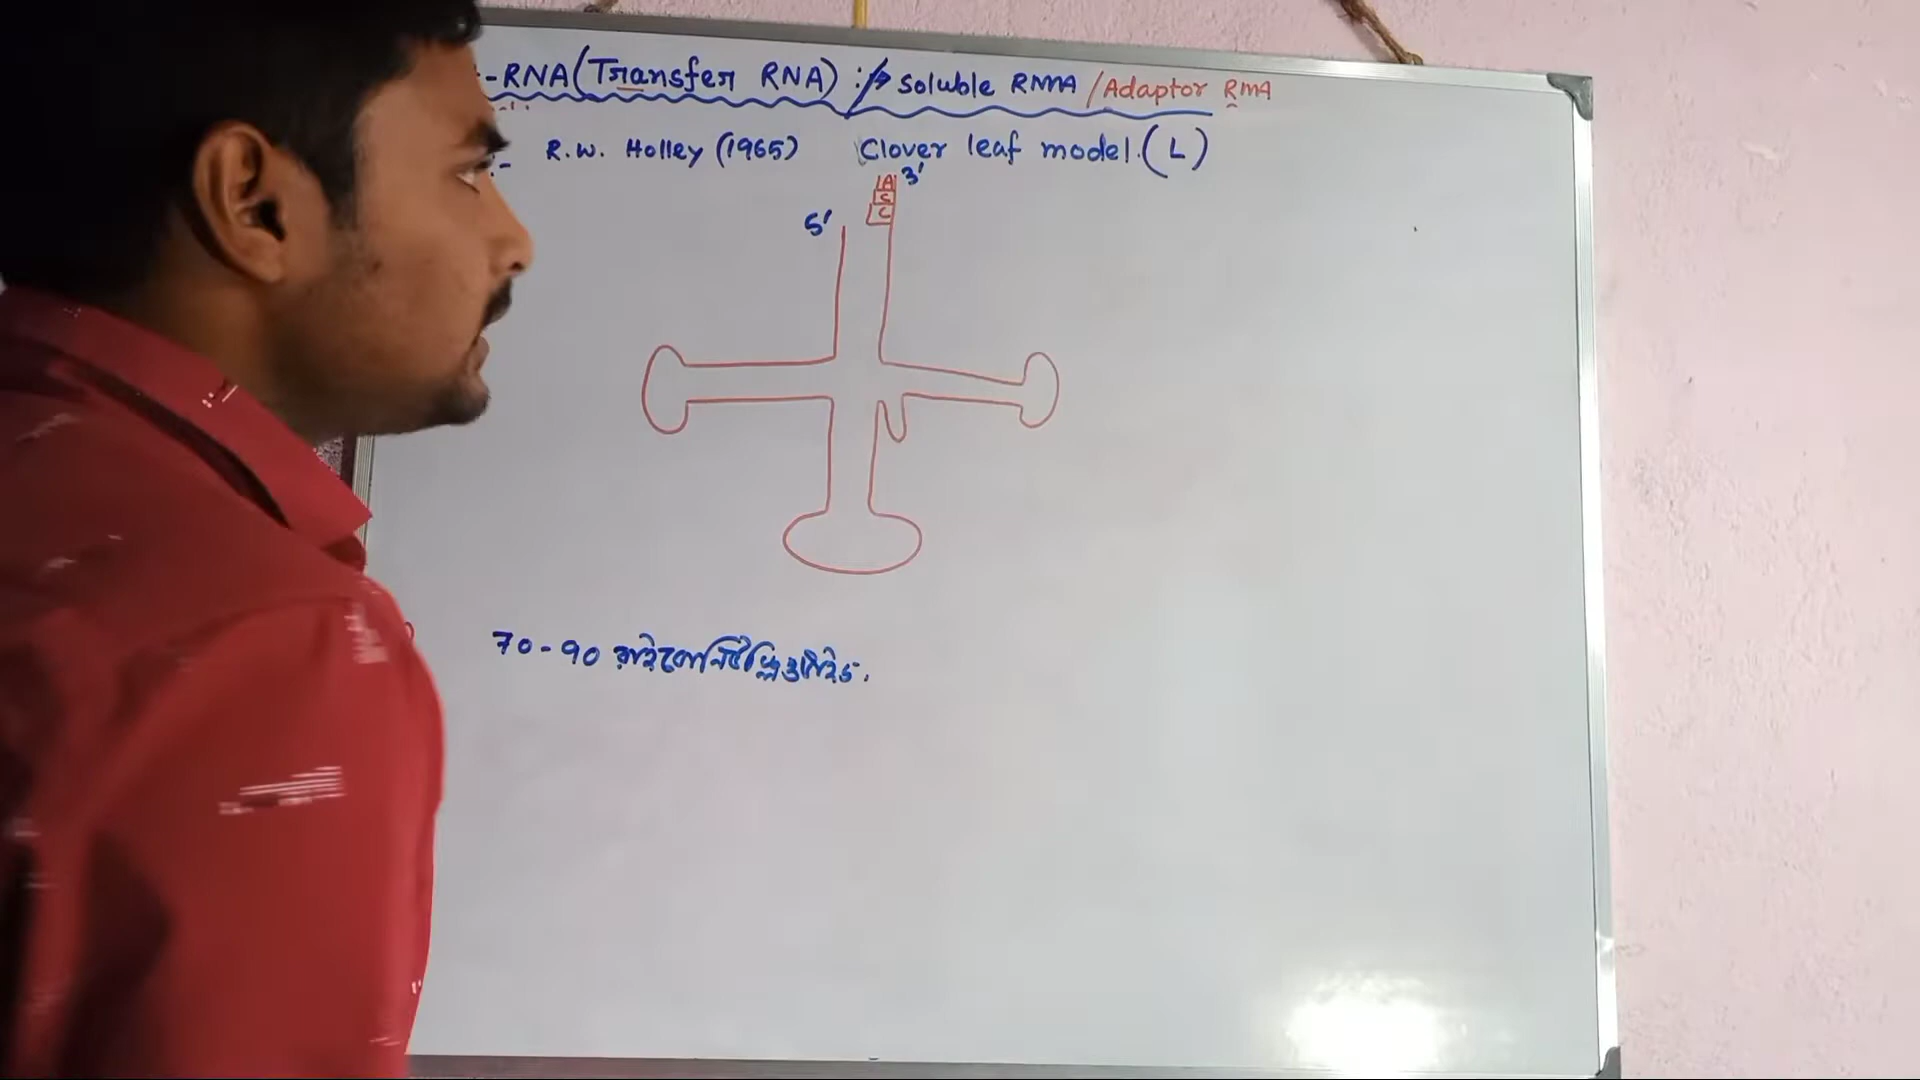 -RNA (Transfer RNA) :⇒ Soluble RNA / Adaptor RNA
:- R.W. Holley (1965) Clover leaf model. (L)
A 3'
C
5' C
70-90 রাইবোনিউক্লিওটাইড.